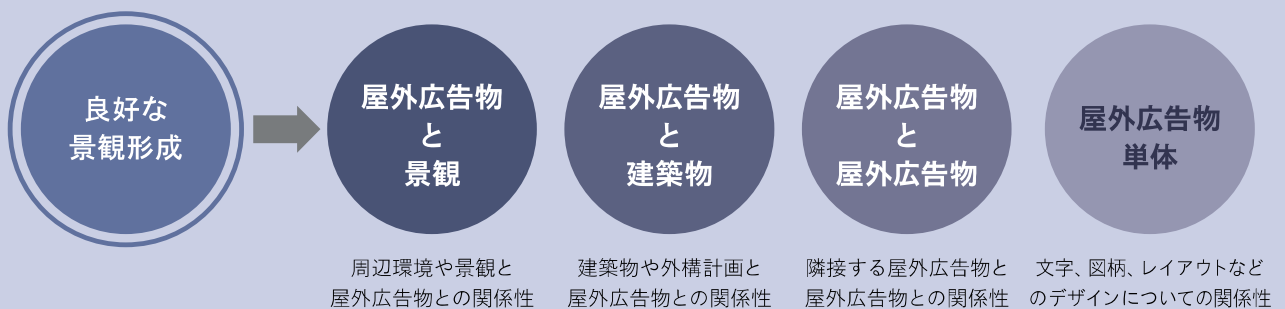 良好な
景観形成
屋外広告物
と
景観
周辺環境や景観と
屋外広告物との関係性
屋外広告物
と
建築物
建築物や外構計画と
屋外広告物との関係性
屋外広告物
と
屋外広告物
隣接する屋外広告物と
屋外広告物との関係性
屋外広告物
単体
文字、図柄、レイアウトなど
のデザインについての関係性